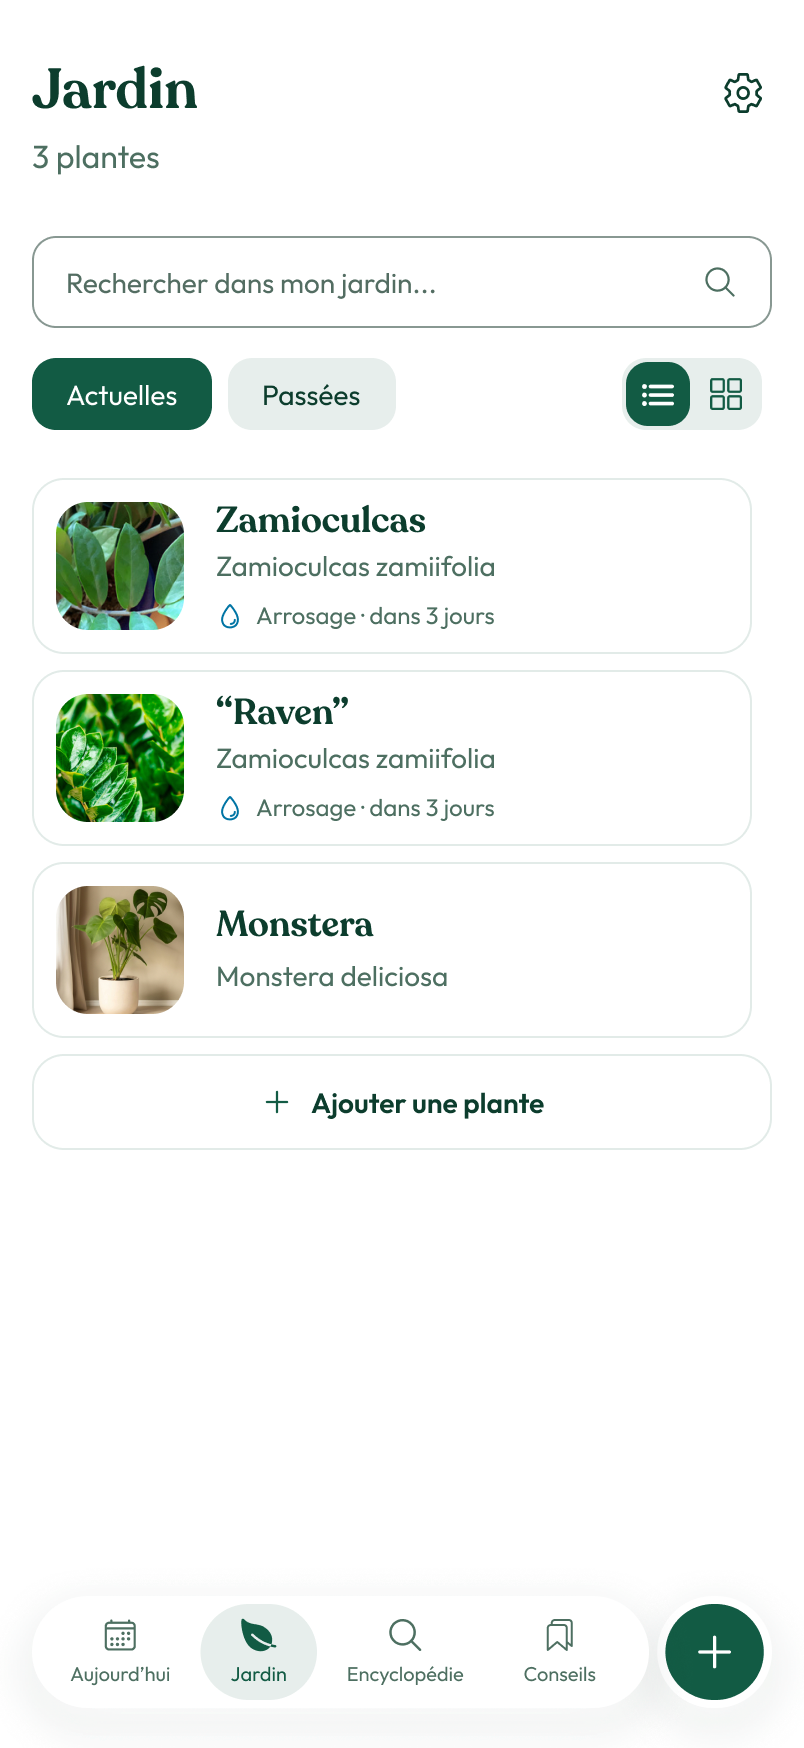 Jardin
3 plantes
Rechercher dans mon jardin...
Actuelles
Passées
Zamioculcas
Zamioculcas zamiifolia
Arrosage · dans 3 jours
“Raven”
Zamioculcas zamiifolia
Arrosage · dans 3 jours
Monstera
Monstera deliciosa
Ajouter une plante
Aujourd’hui
Jardin
Encyclopédie
Conseils